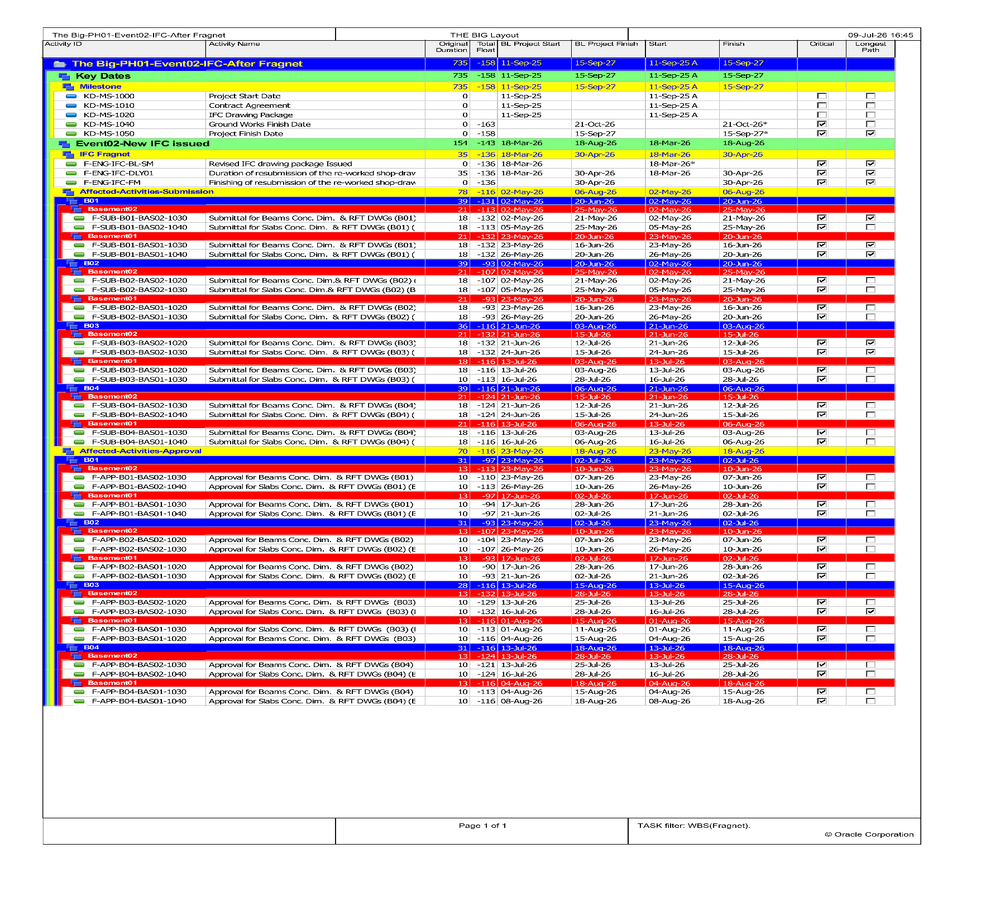 The Big-PH01-Event02-IFC-After Fragnet THE BIG Layout 09-Jul-26 16:45
Activity ID Activity Name Original Duration Total Float BL Project Start BL Project Finish Start Finish Critical Longest Path
The Big-PH01-Event02-IFC-After Fragnet 735 -158 11-Sep-25 15-Sep-27 11-Sep-25 A 15-Sep-27
Key Dates 735 -158 11-Sep-25 15-Sep-27 11-Sep-25 A 15-Sep-27
Milestone 735 -158 11-Sep-25 15-Sep-27 11-Sep-25 A 15-Sep-27
KD-MS-1000 Project Start Date 0 11-Sep-25 11-Sep-25 A
KD-MS-1010 Contract Agreement 0 11-Sep-25 11-Sep-25 A
KD-MS-1020 IFC Drawing Package 0 11-Sep-25 11-Sep-25 A
KD-MS-1040 Ground Works Finish Date 0 -163 21-Oct-26 21-Oct-26*
KD-MS-1050 Project Finish Date 0 -158 15-Sep-27 15-Sep-27*
Event02-New IFC issued 154 -143 18-Mar-26 18-Aug-26 18-Mar-26 18-Aug-26
IFC Fragnet 35 -136 18-Mar-26 30-Apr-26 18-Mar-26 30-Apr-26
F-ENG-IFC-BL-SM Revised IFC drawing package Issued 0 -136 18-Mar-26 18-Mar-26*
F-ENG-IFC-DLY01 Duration of resubmission of the re-worked shop-drav 35 -136 18-Mar-26 30-Apr-26 18-Mar-26 30-Apr-26
F-ENG-IFC-FM Finishing of resubmission of the re-worked shop-drav 0 -136 30-Apr-26 30-Apr-26
Affected-Activities-Submission 78 -116 02-May-26 06-Aug-26 02-May-26 06-Aug-26
B01 39 -131 02-May-26 20-Jun-26 02-May-26 20-Jun-26
Basement02 21 -113 02-May-26 25-May-26 02-May-26 25-May-26
F-SUB-B01-BAS02-1030 Submittal for Beams Conc. Dim. & RFT DWGs (B01) 18 -132 02-May-26 21-May-26 02-May-26 21-May-26
F-SUB-B01-BAS02-1040 Submittal for Slabs Conc. Dim. & RFT DWGs (B01) ( 18 -113 05-May-26 25-May-26 05-May-26 25-May-26
Basement01 21 -132 23-May-26 20-Jun-26 23-May-26 20-Jun-26
F-SUB-B01-BAS01-1030 Submittal for Beams Conc. Dim. & RFT DWGs (B01) 18 -132 23-May-26 16-Jun-26 23-May-26 16-Jun-26
F-SUB-B01-BAS01-1040 Submittal for Slabs Conc. Dim. & RFT DWGs (B01) ( 18 -132 26-May-26 20-Jun-26 26-May-26 20-Jun-26
B02 39 -93 02-May-26 20-Jun-26 02-May-26 20-Jun-26
Basement02 21 -107 02-May-26 25-May-26 02-May-26 25-May-26
F-SUB-B02-BAS02-1020 Submittal for Beams Conc. Dim.& RFT DWGs (B02) ( 18 -107 02-May-26 21-May-26 02-May-26 21-May-26
F-SUB-B02-BAS02-1030 Submittal for Slabs Conc. Dim.& RFT DWGs (B02) (B 18 -107 05-May-26 25-May-26 05-May-26 25-May-26
Basement01 21 -93 23-May-26 20-Jun-26 23-May-26 20-Jun-26
F-SUB-B02-BAS01-1020 Submittal for Beams Conc. Dim. & RFT DWGs (B02) 18 -93 23-May-26 16-Jun-26 23-May-26 16-Jun-26
F-SUB-B02-BAS01-1030 Submittal for Slabs Conc. Dim. & RFT DWGs (B02) ( 18 -93 26-May-26 20-Jun-26 26-May-26 20-Jun-26
B03 36 -116 21-Jun-26 03-Aug-26 21-Jun-26 03-Aug-26
Basement02 21 -132 21-Jun-26 15-Jul-26 21-Jun-26 15-Jul-26
F-SUB-B03-BAS02-1020 Submittal for Beams Conc. Dim. & RFT DWGs (B03) 18 -132 21-Jun-26 12-Jul-26 21-Jun-26 12-Jul-26
F-SUB-B03-BAS02-1030 Submittal for Slabs Conc. Dim. & RFT DWGs (B03) ( 18 -132 24-Jun-26 15-Jul-26 24-Jun-26 15-Jul-26
Basement01 18 -116 13-Jul-26 03-Aug-26 13-Jul-26 03-Aug-26
F-SUB-B03-BAS01-1020 Submittal for Beams Conc. Dim. & RFT DWGs (B03) 18 -116 13-Jul-26 03-Aug-26 13-Jul-26 03-Aug-26
F-SUB-B03-BAS01-1030 Submittal for Slabs Conc. Dim. & RFT DWGs (B03) ( 10 -113 16-Jul-26 28-Jul-26 16-Jul-26 28-Jul-26
B04 39 -116 21-Jun-26 06-Aug-26 21-Jun-26 06-Aug-26
Basement02 21 -124 21-Jun-26 15-Jul-26 21-Jun-26 15-Jul-26
F-SUB-B04-BAS02-1030 Submittal for Beams Conc. Dim. & RFT DWGs (B04) 18 -124 21-Jun-26 12-Jul-26 21-Jun-26 12-Jul-26
F-SUB-B04-BAS02-1040 Submittal for Slabs Conc. Dim. & RFT DWGs (B04) ( 18 -124 24-Jun-26 15-Jul-26 24-Jun-26 15-Jul-26
Basement01 21 -116 13-Jul-26 06-Aug-26 13-Jul-26 06-Aug-26
F-SUB-B04-BAS01-1030 Submittal for Beams Conc. Dim. & RFT DWGs (B04) 18 -116 13-Jul-26 03-Aug-26 13-Jul-26 03-Aug-26
F-SUB-B04-BAS01-1040 Submittal for Slabs Conc. Dim. & RFT DWGs (B04) ( 18 -116 16-Jul-26 06-Aug-26 16-Jul-26 06-Aug-26
Affected-Activities-Approval 70 -116 23-May-26 18-Aug-26 23-May-26 18-Aug-26
B01 31 -97 23-May-26 02-Jul-26 23-May-26 02-Jul-26
Basement02 13 -113 23-May-26 10-Jun-26 23-May-26 10-Jun-26
F-APP-B01-BAS02-1030 Approval for Beams Conc. Dim. & RFT DWGs (B01) 10 -110 23-May-26 07-Jun-26 23-May-26 07-Jun-26
F-APP-B01-BAS02-1040 Approval for Slabs Conc. Dim. & RFT DWGs (B01) (E 10 -113 26-May-26 10-Jun-26 26-May-26 10-Jun-26
Basement01 13 -97 17-Jun-26 02-Jul-26 17-Jun-26 02-Jul-26
F-APP-B01-BAS01-1030 Approval for Beams Conc. Dim. & RFT DWGs (B01) 10 -94 17-Jun-26 28-Jun-26 17-Jun-26 28-Jun-26
F-APP-B01-BAS01-1040 Approval for Slabs Conc. Dim. & RFT DWGs (B01) (E 10 -97 21-Jun-26 02-Jul-26 21-Jun-26 02-Jul-26
B02 31 -93 23-May-26 02-Jul-26 23-May-26 02-Jul-26
Basement02 13 -107 23-May-26 10-Jun-26 23-May-26 10-Jun-26
F-APP-B02-BAS02-1020 Approval for Beams Conc. Dim. & RFT DWGs (B02) 10 -104 23-May-26 07-Jun-26 23-May-26 07-Jun-26
F-APP-B02-BAS02-1030 Approval for Slabs Conc. Dim. & RFT DWGs (B02) (E 10 -107 26-May-26 10-Jun-26 26-May-26 10-Jun-26
Basement01 13 -93 17-Jun-26 02-Jul-26 17-Jun-26 02-Jul-26
F-APP-B02-BAS01-1020 Approval for Beams Conc. Dim. & RFT DWGs (B02) 10 -90 17-Jun-26 28-Jun-26 17-Jun-26 28-Jun-26
F-APP-B02-BAS01-1030 Approval for Slabs Conc. Dim. & RFT DWGs (B02) (E 10 -93 21-Jun-26 02-Jul-26 21-Jun-26 02-Jul-26
B03 28 -116 13-Jul-26 15-Aug-26 13-Jul-26 15-Aug-26
Basement02 13 -132 13-Jul-26 28-Jul-26 13-Jul-26 28-Jul-26
F-APP-B03-BAS02-1020 Approval for Beams Conc. Dim. & RFT DWGs (B03) 10 -129 13-Jul-26 25-Jul-26 13-Jul-26 25-Jul-26
F-APP-B03-BAS02-1030 Approval for Slabs Conc. Dim. & RFT DWGs (B03) (I 10 -132 16-Jul-26 28-Jul-26 16-Jul-26 28-Jul-26
Basement01 13 -116 01-Aug-26 15-Aug-26 01-Aug-26 15-Aug-26
F-APP-B03-BAS01-1030 Approval for Slabs Conc. Dim. & RFT DWGs (B03) (I 10 -113 01-Aug-26 11-Aug-26 01-Aug-26 11-Aug-26
F-APP-B03-BAS01-1020 Approval for Beams Conc. Dim. & RFT DWGs (B03) 10 -116 04-Aug-26 15-Aug-26 04-Aug-26 15-Aug-26
B04 31 -116 13-Jul-26 18-Aug-26 13-Jul-26 18-Aug-26
Basement02 13 -124 13-Jul-26 28-Jul-26 13-Jul-26 28-Jul-26
F-APP-B04-BAS02-1030 Approval for Beams Conc. Dim. & RFT DWGs (B04) 10 -121 13-Jul-26 25-Jul-26 13-Jul-26 25-Jul-26
F-APP-B04-BAS02-1040 Approval for Slabs Conc. Dim. & RFT DWGs (B04) (E 10 -124 16-Jul-26 28-Jul-26 16-Jul-26 28-Jul-26
Basement01 13 -116 04-Aug-26 18-Aug-26 04-Aug-26 18-Aug-26
F-APP-B04-BAS01-1030 Approval for Beams Conc. Dim. & RFT DWGs (B04) 10 -113 04-Aug-26 15-Aug-26 04-Aug-26 15-Aug-26
F-APP-B04-BAS01-1040 Approval for Slabs Conc. Dim. & RFT DWGs (B04) (E 10 -116 08-Aug-26 18-Aug-26 08-Aug-26 18-Aug-26
Page 1 of 1 TASK filter: WBS(Fragnet).
© Oracle Corporation